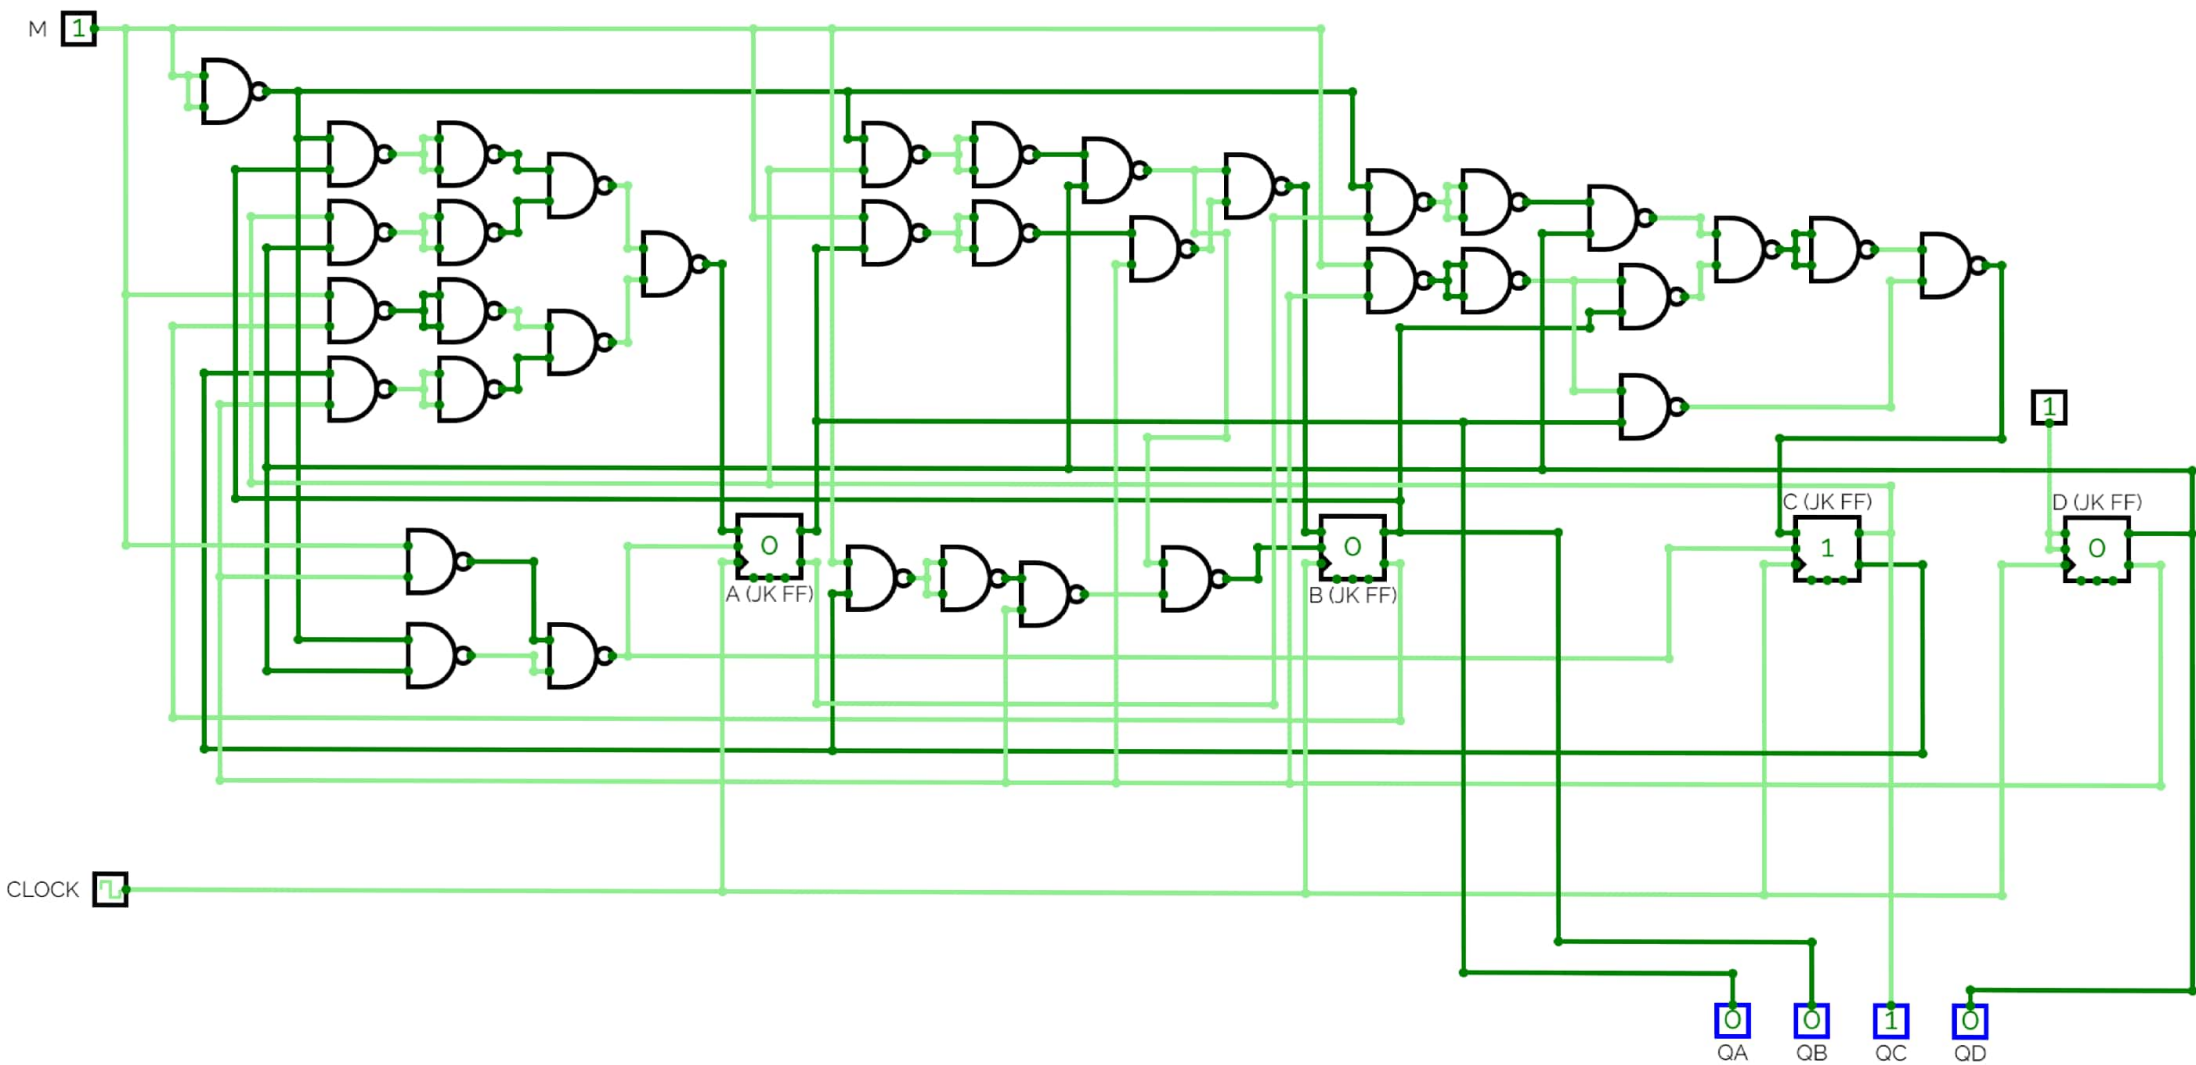 M 1
1
C (JK FF)
D (JK FF)
0
0
1
0
A (JK FF)
B (JK FF)
CLOCK
0
0
1
0
QA
QB
QC
QD